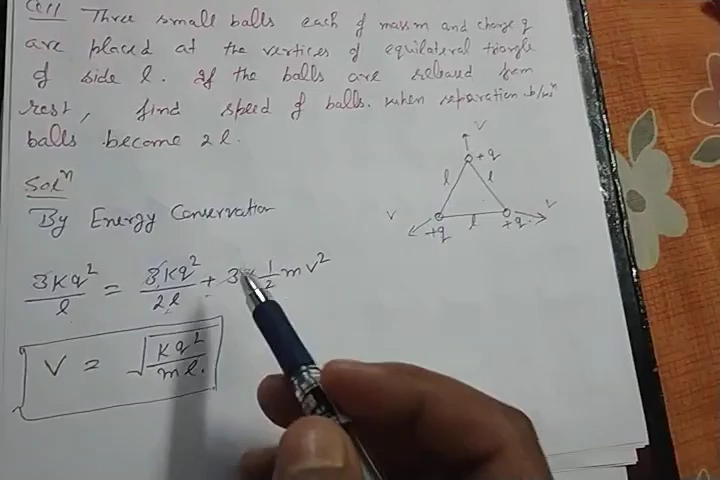 Q11 Three small balls each of mass m and charge q
are placed at the vertices of equilateral triangle
of side l. If the balls are released from
rest, find speed of balls. when separation b/wⁿ
balls become 2l.
Solⁿ
By Energy Conservation
3Kq²/l = 3Kq²/2l + 3 × 1/2 mv²
V = √(Kq²/ml.)
V
+q
l l
V V
+q l +q